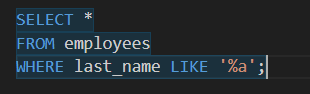 SELECT *
FROM employees
WHERE last_name LIKE '%a';